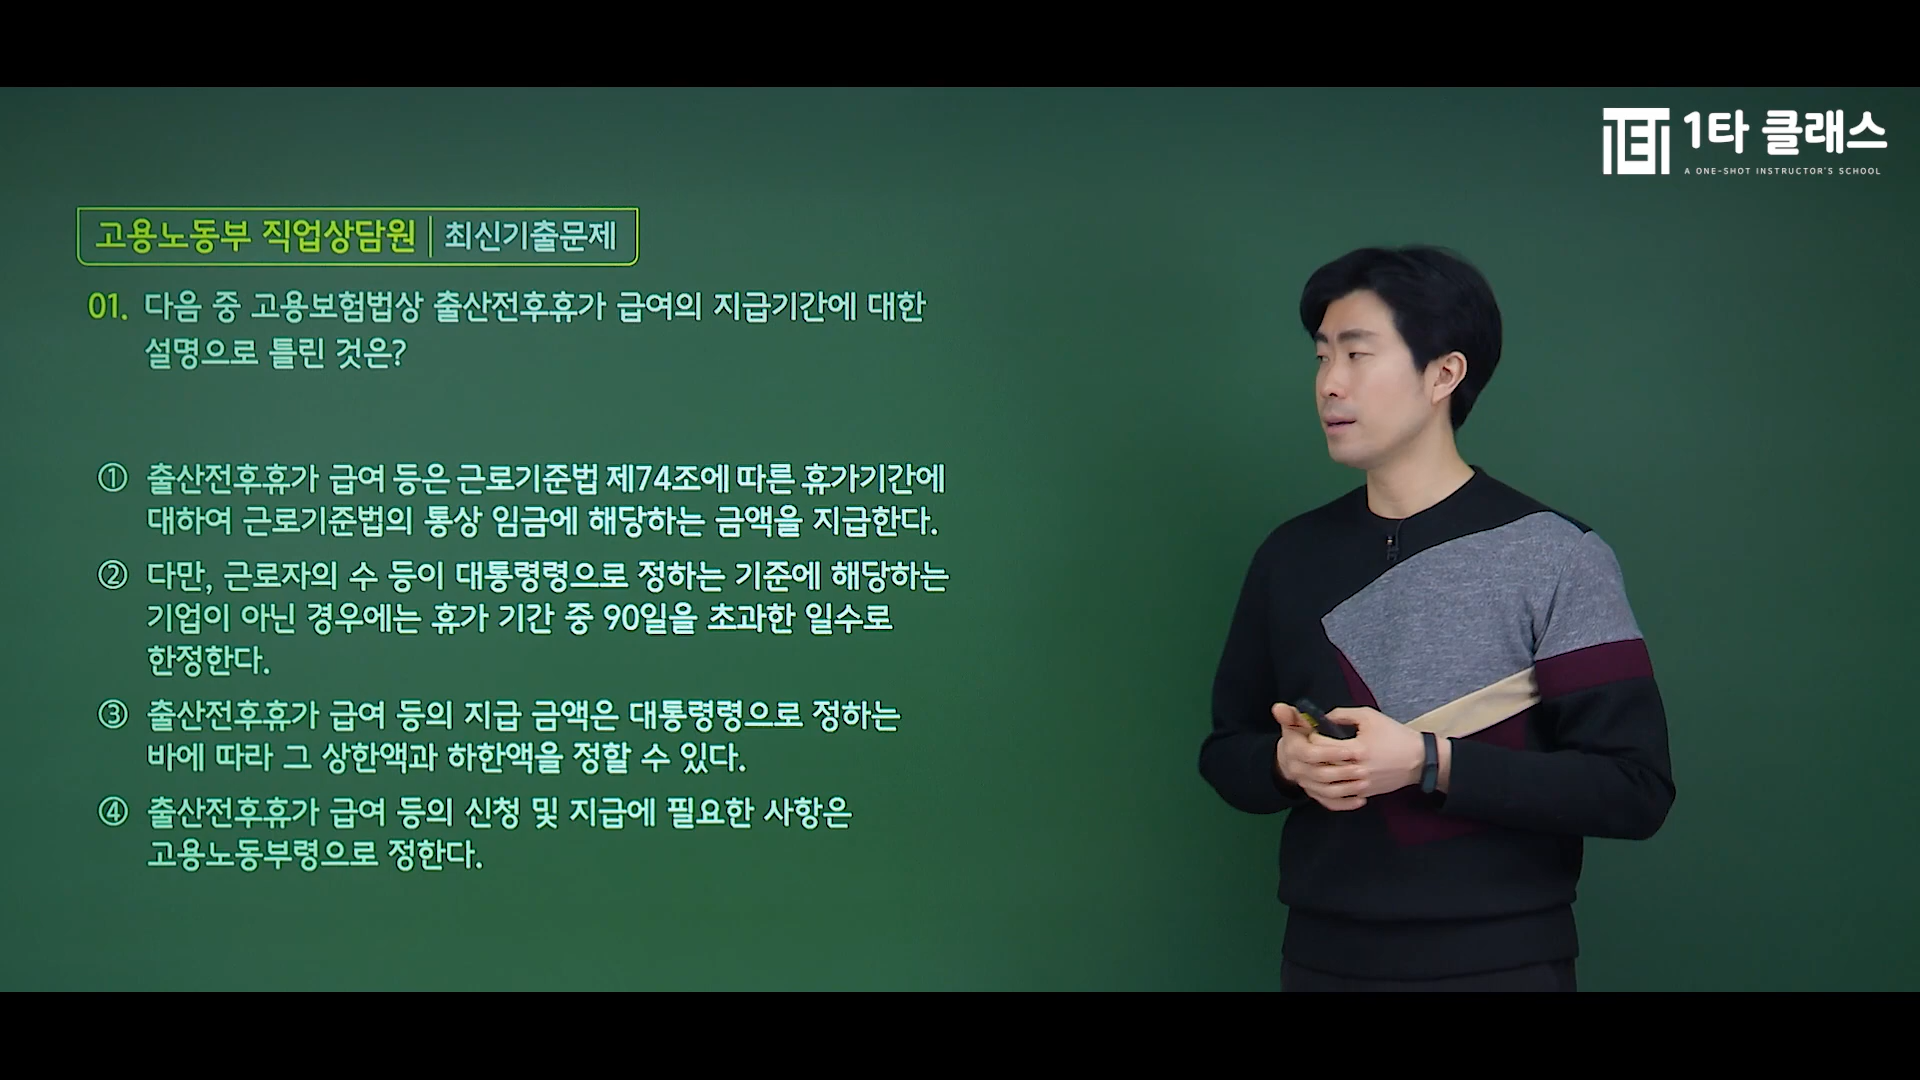 1타 클래스
A ONE-SHOT INSTRUCTOR'S SCHOOL
고용노동부 직업상담원 | 최신기출문제
01. 다음 중 고용보험법상 출산전후휴가 급여의 지급기간에 대한
설명으로 틀린 것은?
① 출산전후휴가 급여 등은 근로기준법 제74조에 따른 휴가기간에
대하여 근로기준법의 통상 임금에 해당하는 금액을 지급한다.
② 다만, 근로자의 수 등이 대통령령으로 정하는 기준에 해당하는
기업이 아닌 경우에는 휴가 기간 중 90일을 초과한 일수로
한정한다.
③ 출산전후휴가 급여 등의 지급 금액은 대통령령으로 정하는
바에 따라 그 상한액과 하한액을 정할 수 있다.
④ 출산전후휴가 급여 등의 신청 및 지급에 필요한 사항은
고용노동부령으로 정한다.